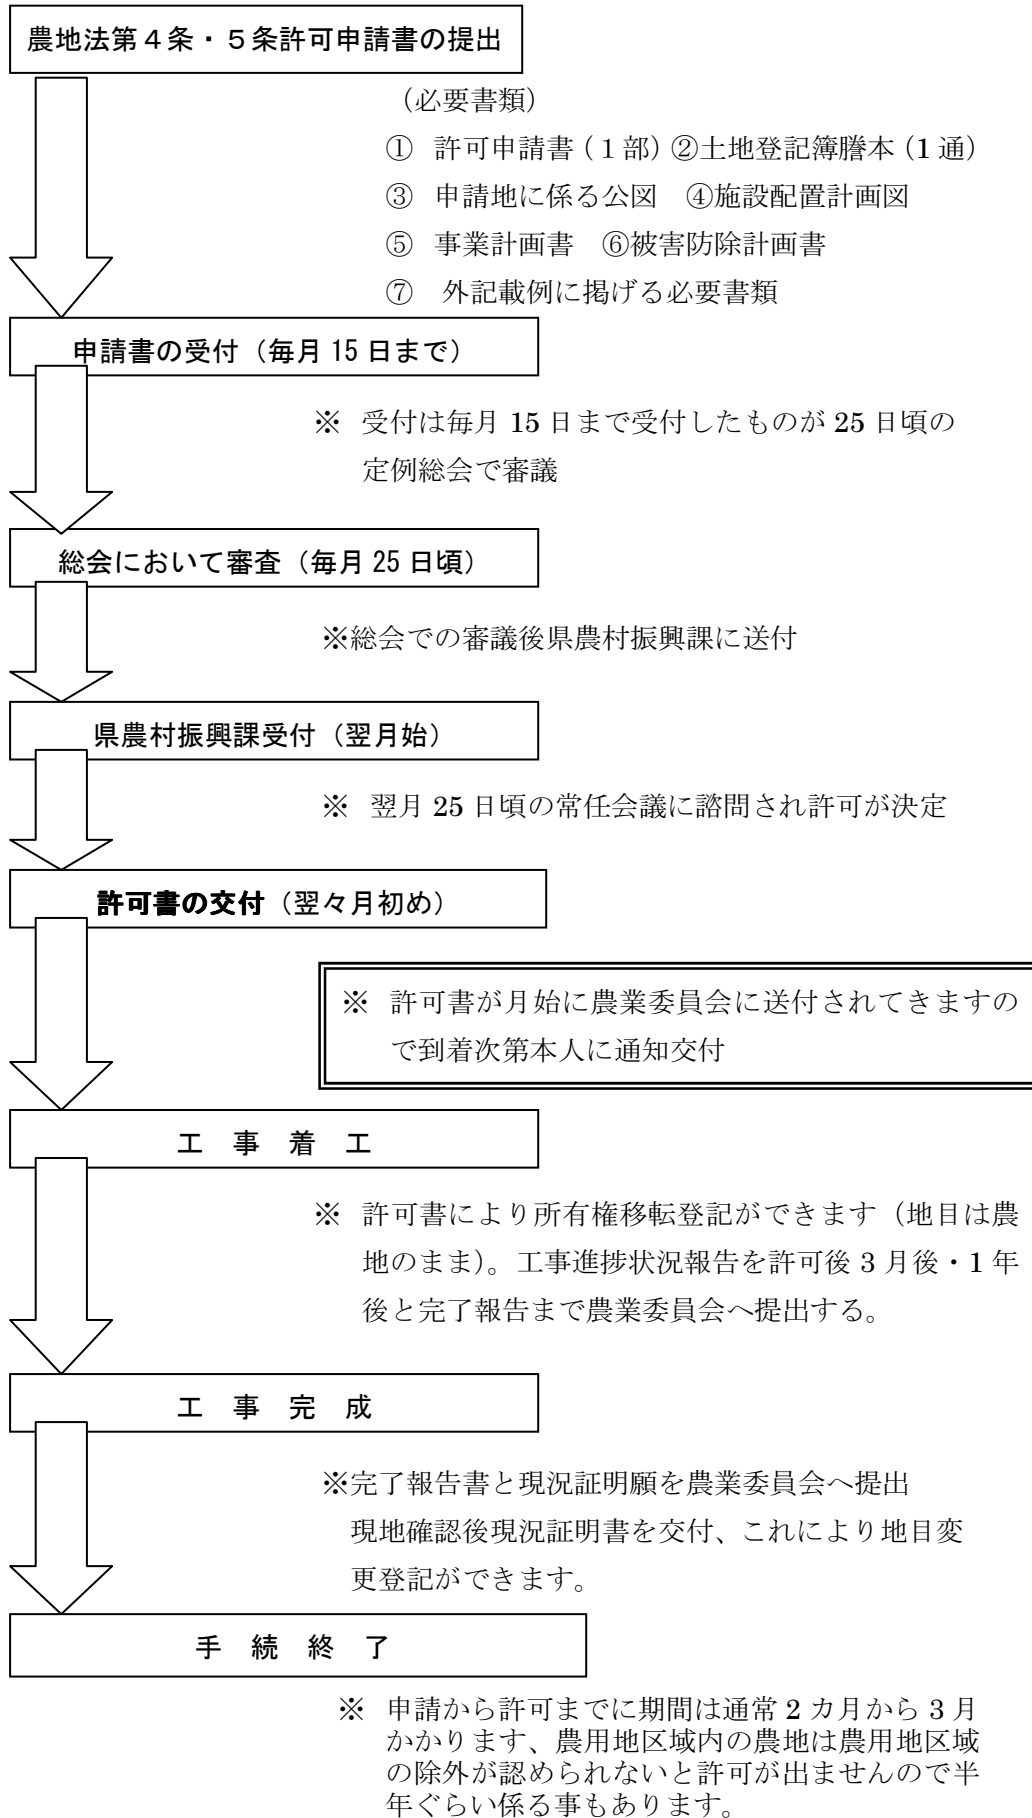 農地法第４条・５条許可申請書の提出
（必要書類）
① 許可申請書（１部）②土地登記簿謄本（1 通）
③ 申請地に係る公図　④施設配置計画図
⑤ 事業計画書　⑥被害防除計画書
⑦　外記載例に掲げる必要書類
申請書の受付（毎月 15 日まで）
※ 受付は毎月 15 日まで受付したものが 25 日頃の
定例総会で審議
総会において審査（毎月 25 日頃）
※総会での審議後県農村振興課に送付
県農村振興課受付（翌月始）
※ 翌月 25 日頃の常任会議に諮問され許可が決定
許可書の交付（翌々月初め）
※ 許可書が月始に農業委員会に送付されてきますの
で到着次第本人に通知交付
工　事　着　工
※ 許可書により所有権移転登記ができます（地目は農
地のまま）。工事進捗状況報告を許可後 3 月後・1 年
後と完了報告まで農業委員会へ提出する。
工　事　完　成
※完了報告書と現況証明願を農業委員会へ提出
現地確認後現況証明書を交付、これにより地目変
更登記ができます。
手　続　終　了
※ 申請から許可までに期間は通常 2 カ月から 3 月
かかります、農用地区域内の農地は農用地区域
の除外が認められないと許可が出ませんので半
年ぐらい係る事もあります。